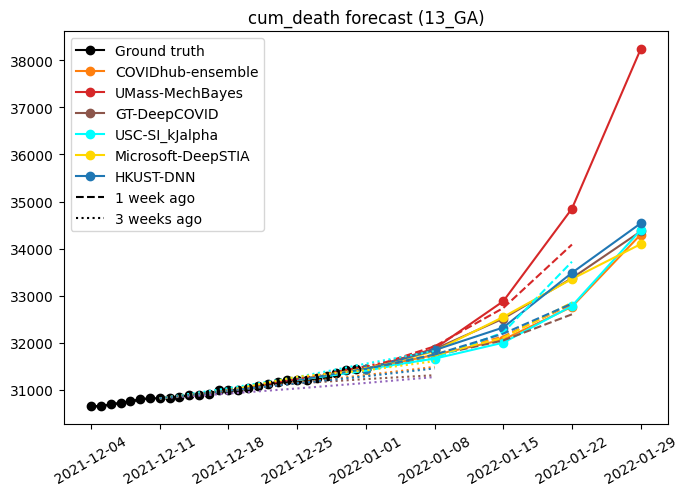 cum_death forecast (13_GA)
Ground truth
COVIDhub-ensemble
UMass-MechBayes
GT-DeepCOVID
USC-SI_kJalpha
Microsoft-DeepSTIA
HKUST-DNN
1 week ago
3 weeks ago
38000
37000
36000
35000
34000
33000
32000
31000
2021-12-04
2021-12-11
2021-12-18
2021-12-25
2022-01-01
2022-01-08
2022-01-15
2022-01-22
2022-01-29